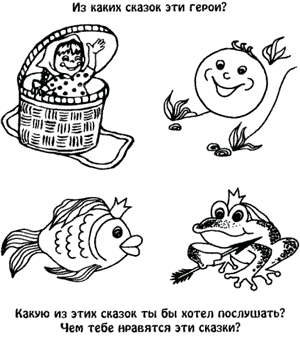 Из каких сказок эти герои?
Какую из этих сказок ты бы хотел послушать?
Чем тебе нравятся эти сказки?